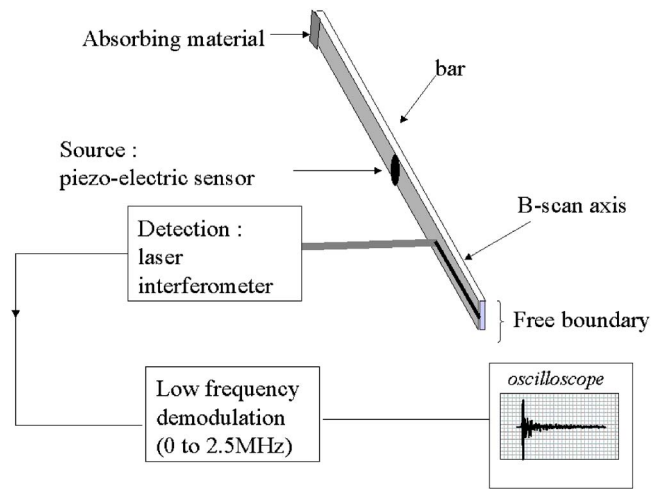 Absorbing material
bar
Source :
piezo-electric sensor
B-scan axis
Detection :
laser
interferometer
Free boundary
Low frequency
demodulation
(0 to 2.5MHz)
oscilloscope